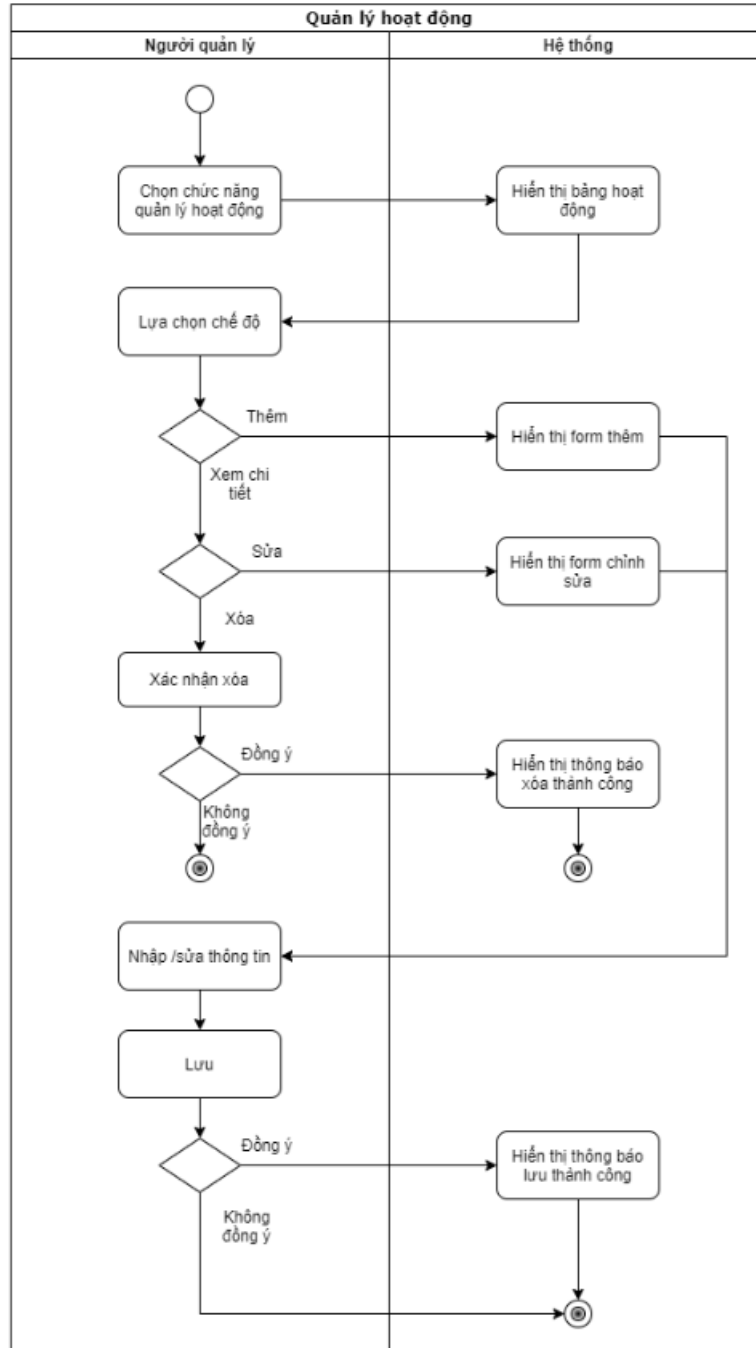 Quản lý hoạt động
Người quản lý
Hệ thống
Chọn chức năng
quản lý hoạt động
Hiển thị bảng hoạt
động
Lựa chọn chế độ
Thêm
Hiển thị form thêm
Xem chi
tiết
Sửa
Hiển thị form chỉnh
sửa
Xóa
Xác nhận xóa
Đồng ý
Hiển thị thông báo
xóa thành công
Không
đồng ý
Nhập /sửa thông tin
Lưu
Đồng ý
Hiển thị thông báo
lưu thành công
Không
đồng ý